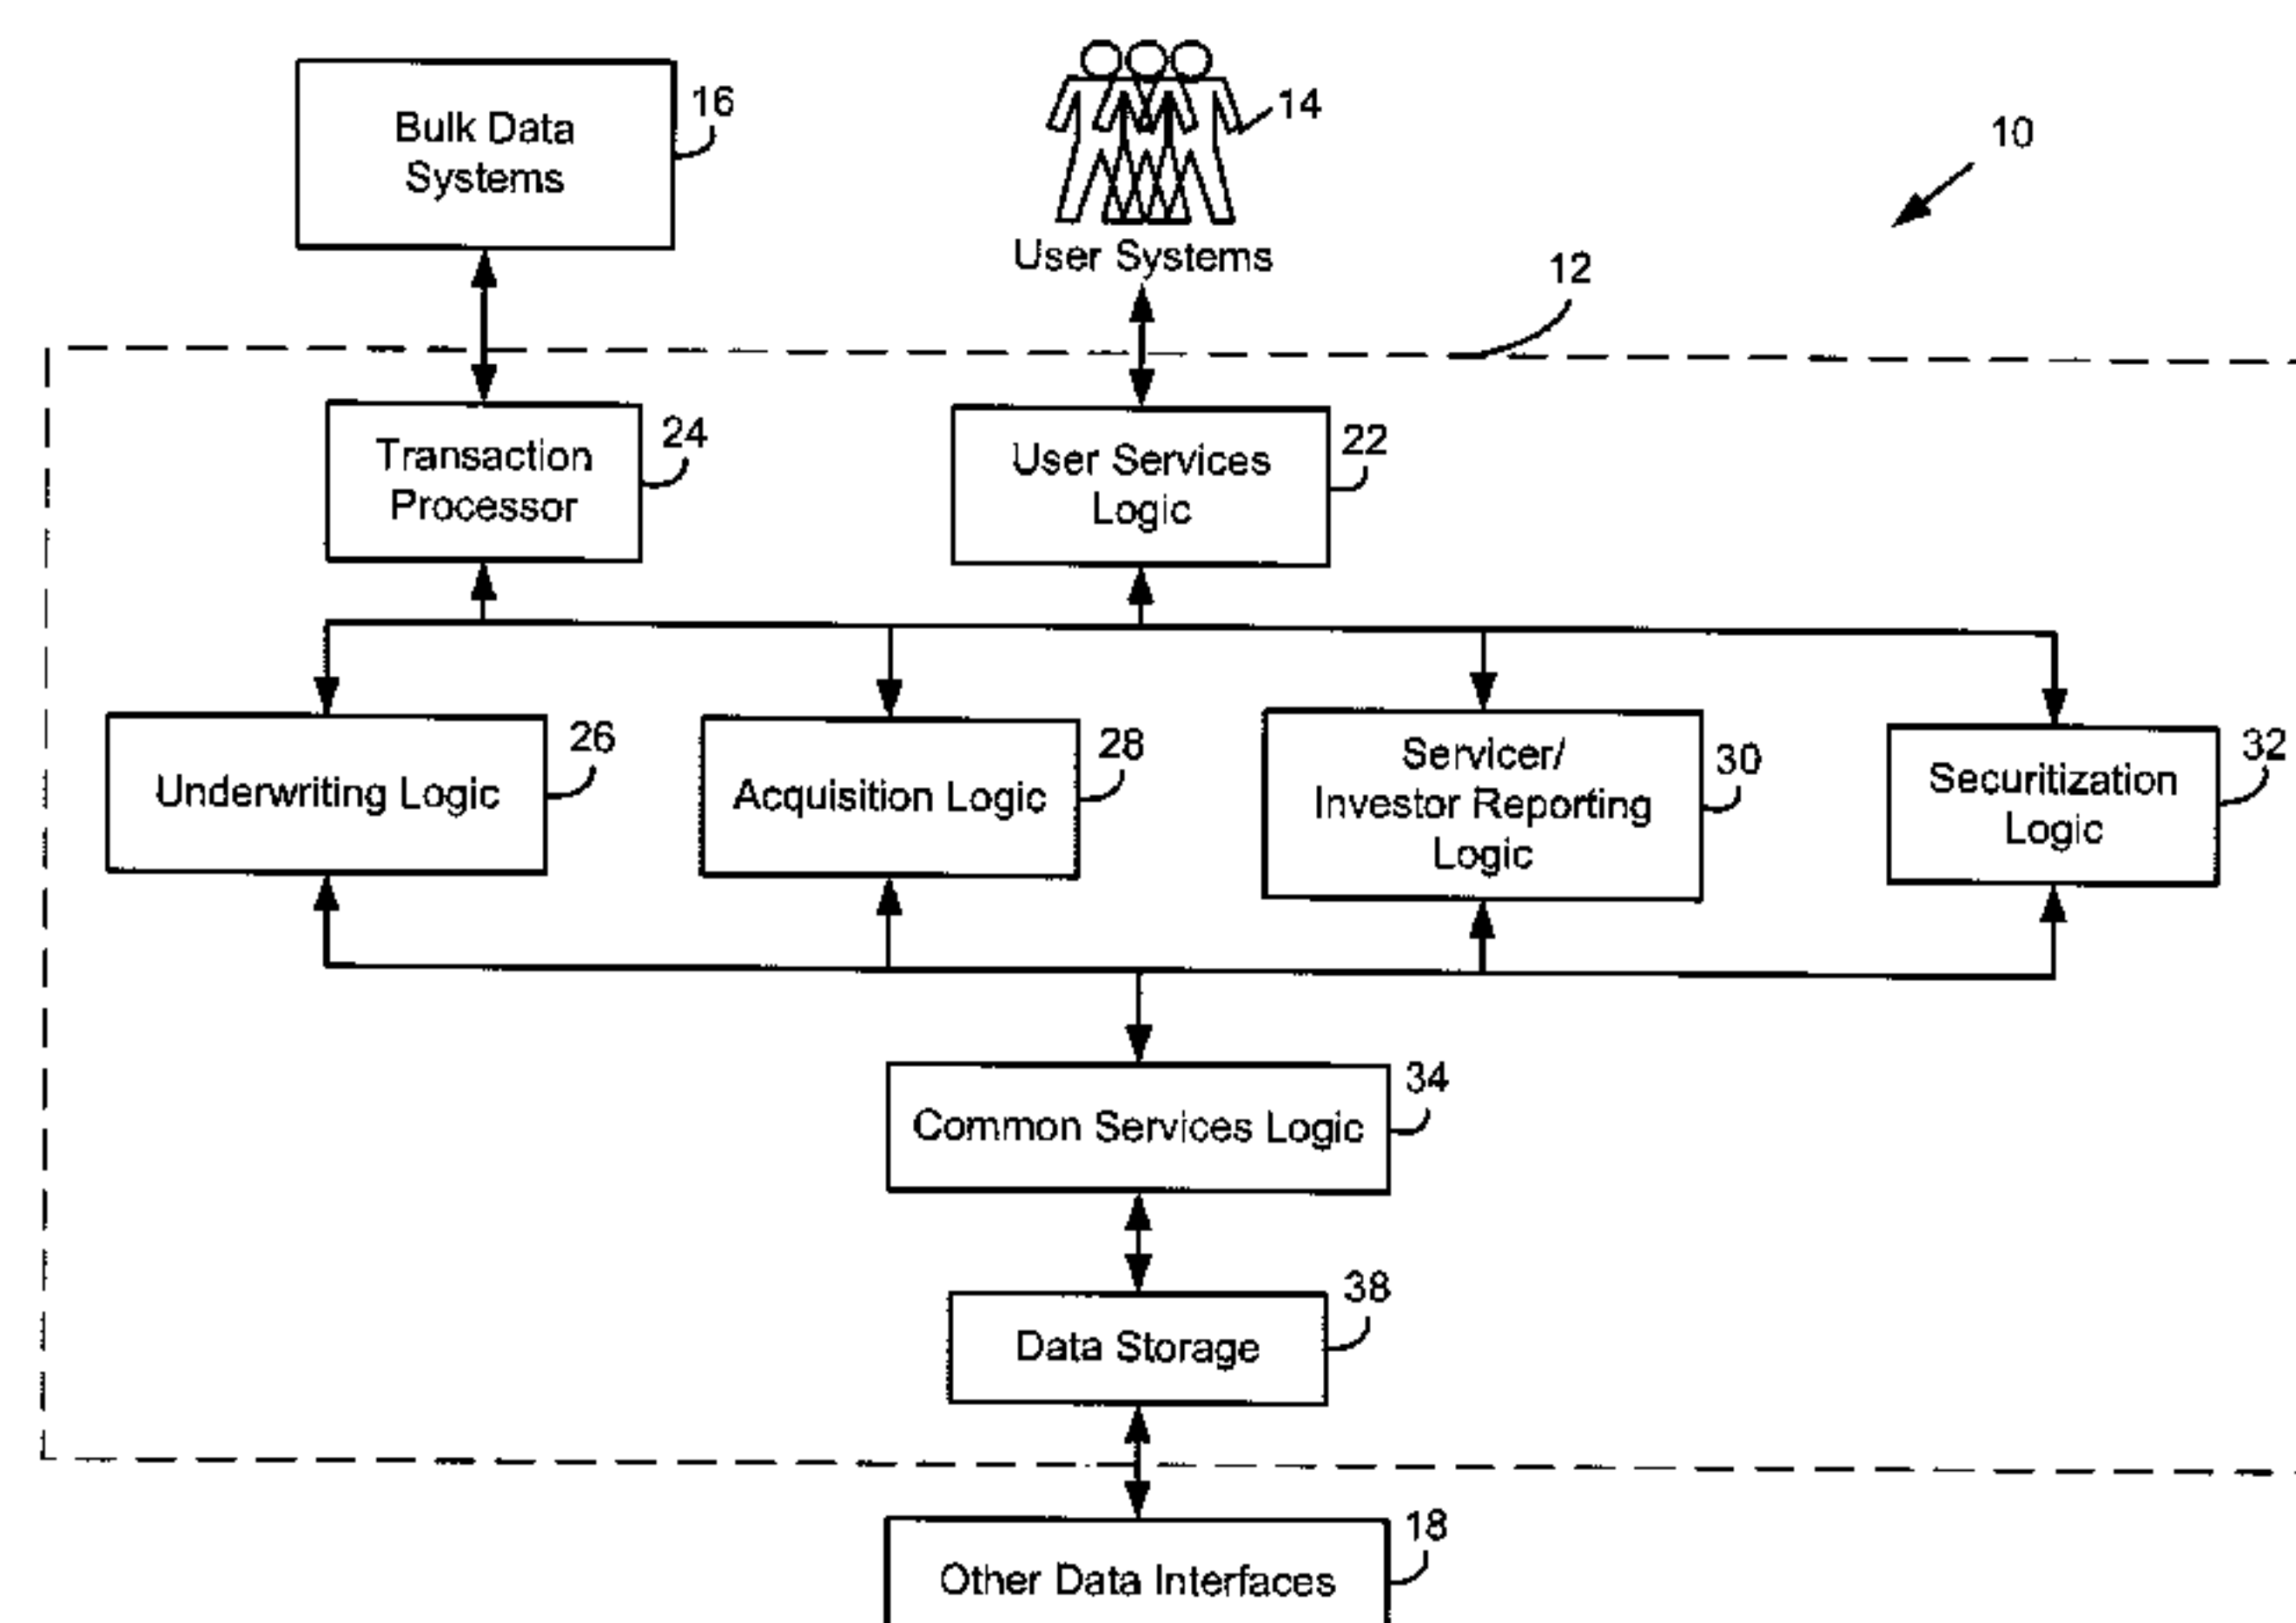 Bulk Data
Systems
16
14
10
User Systems
12
Transaction
Processor
24
User Services
Logic
22
Underwriting Logic
26
Acquisition Logic
28
Servicer/
Investor Reporting
Logic
30
Securitization
Logic
32
Common Services Logic
34
Data Storage
38
Other Data Interfaces
18